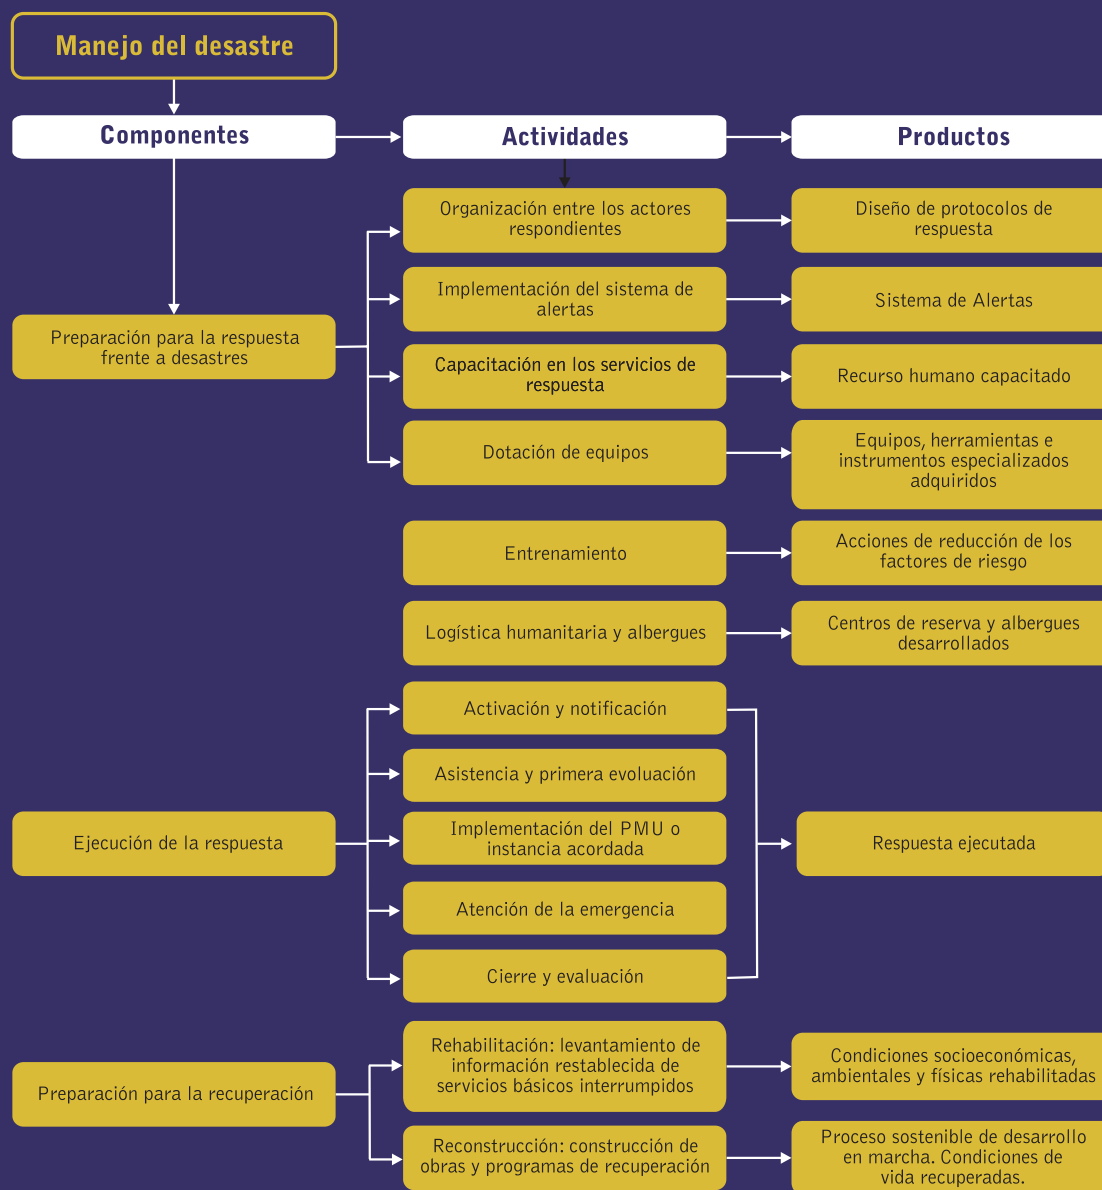 Manejo del desastre
Componentes
Actividades
Productos
Preparación para la respuesta
frente a desastres
Organización entre los actores
respondientes
Diseño de protocolos de
respuesta
Implementación del sistema de
alertas
Sistema de Alertas
Capacitación en los servicios de
respuesta
Recurso humano capacitado
Dotación de equipos
Equipos, herramientas e
instrumentos especializados
adquiridos
Entrenamiento
Acciones de reducción de los
factores de riesgo
Logística humanitaria y albergues
Centros de reserva y albergues
desarrollados
Ejecución de la respuesta
Activación y notificación
Asistencia y primera evoluación
Implementación del PMU o
instancia acordada
Atención de la emergencia
Cierre y evaluación
Respuesta ejecutada
Preparación para la recuperación
Rehabilitación: levantamiento de
información restablecida de
servicios básicos interrumpidos
Condiciones socioeconómicas,
ambientales y físicas rehabilitadas
Reconstrucción: construcción de
obras y programas de recuperación
Proceso sostenible de desarrollo
en marcha. Condiciones de
vida recuperadas.